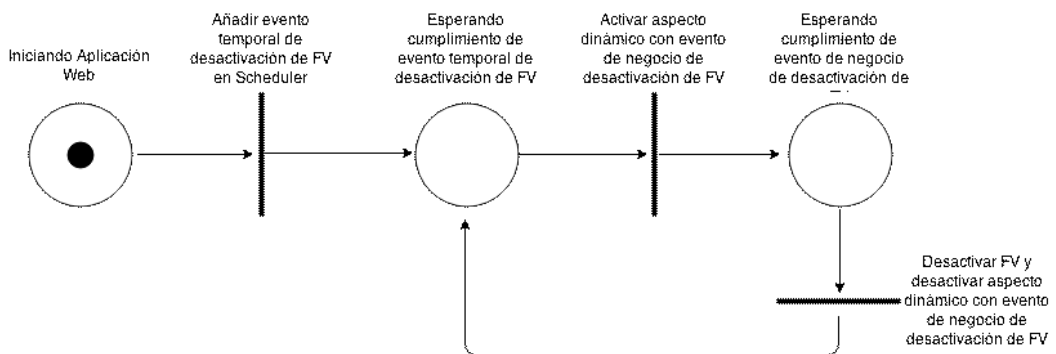 Iniciando Aplicación
Web
Añadir evento
temporal de
desactivación de FV
en Scheduler
Esperando
cumplimiento de
evento temporal de
desactivación de FV
Activar aspecto
dinámico con evento
de negocio de
desactivación de FV
Esperando
cumplimiento de
evento de negocio
de desactivación de
Desactivar FV y
desactivar aspecto
dinámico con evento
de negocio de
desactivación de FV